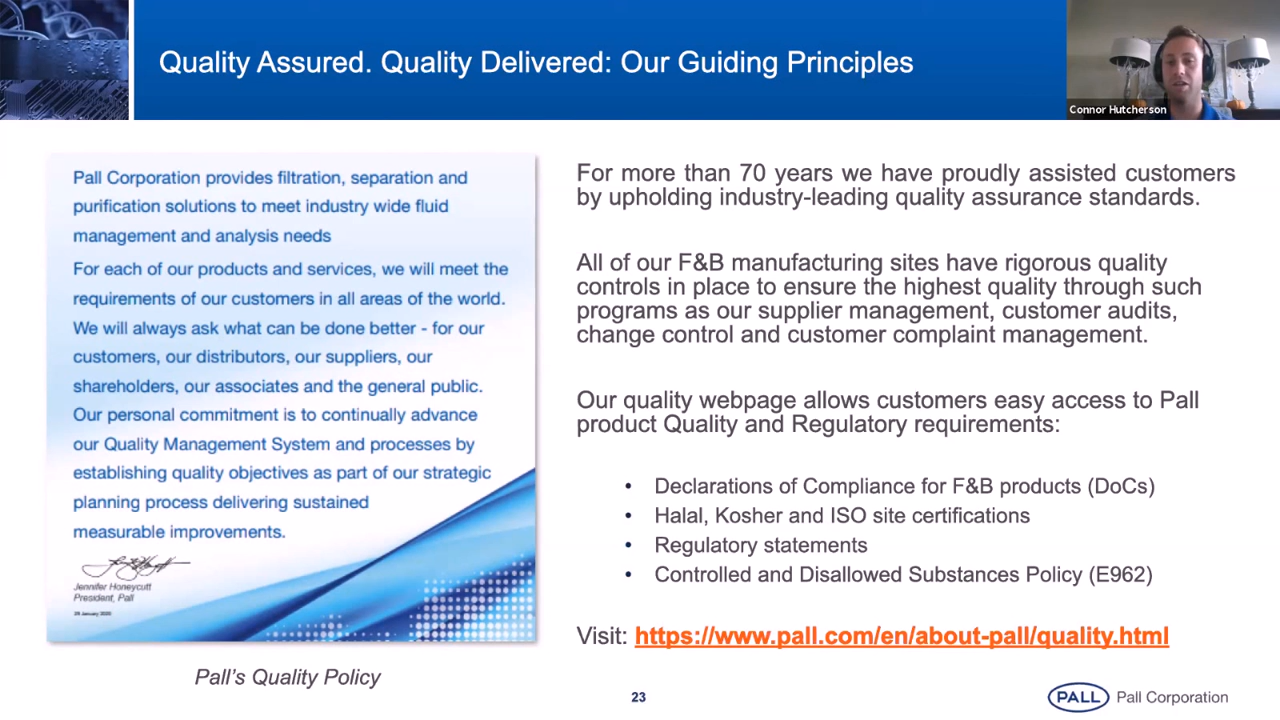 Quality Assured. Quality Delivered: Our Guiding Principles
Connor Hutcherson
Pall Corporation provides filtration, separation and
purification solutions to meet industry wide fluid
management and analysis needs
For each of our products and services, we will meet the
requirements of our customers in all areas of the world.
We will always ask what can be done better - for our
customers, our distributors, our suppliers, our
shareholders, our associates and the general public.
Our personal commitment is to continually advance
our Quality Management System and processes by
establishing quality objectives as part of our strategic
planning process delivering sustained
measurable improvements.
Jennifer Honeycutt
President, Pall
29 January 2020
Pall's Quality Policy
For more than 70 years we have proudly assisted customers
by upholding industry-leading quality assurance standards.
All of our F&B manufacturing sites have rigorous quality
controls in place to ensure the highest quality through such
programs as our supplier management, customer audits,
change control and customer complaint management.
Our quality webpage allows customers easy access to Pall
product Quality and Regulatory requirements:
• Declarations of Compliance for F&B products (DoCs)
• Halal, Kosher and ISO site certifications
• Regulatory statements
• Controlled and Disallowed Substances Policy (E962)
Visit: https://www.pall.com/en/about-pall/quality.html
23
PALL Pall Corporation